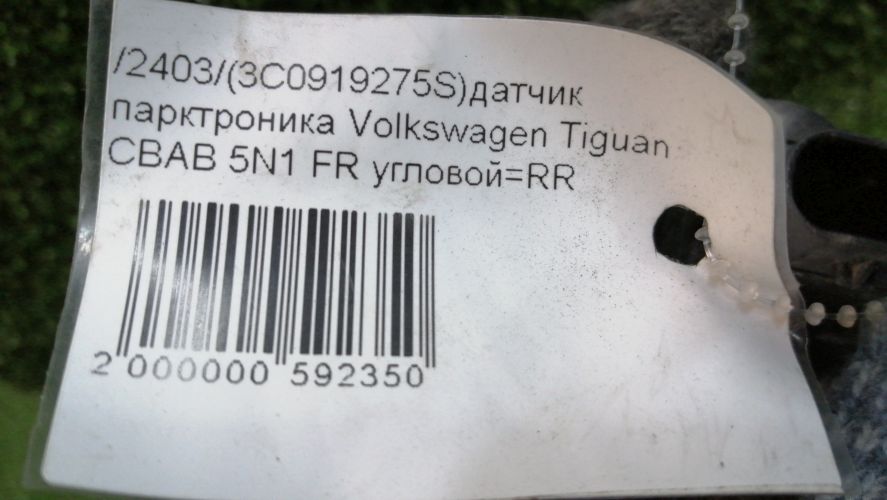 /2403/(3C0919275S)датчик
парктроника Volkswagen Tiguan
CBAB 5N1 FR угловой=RR
2 000000 592350